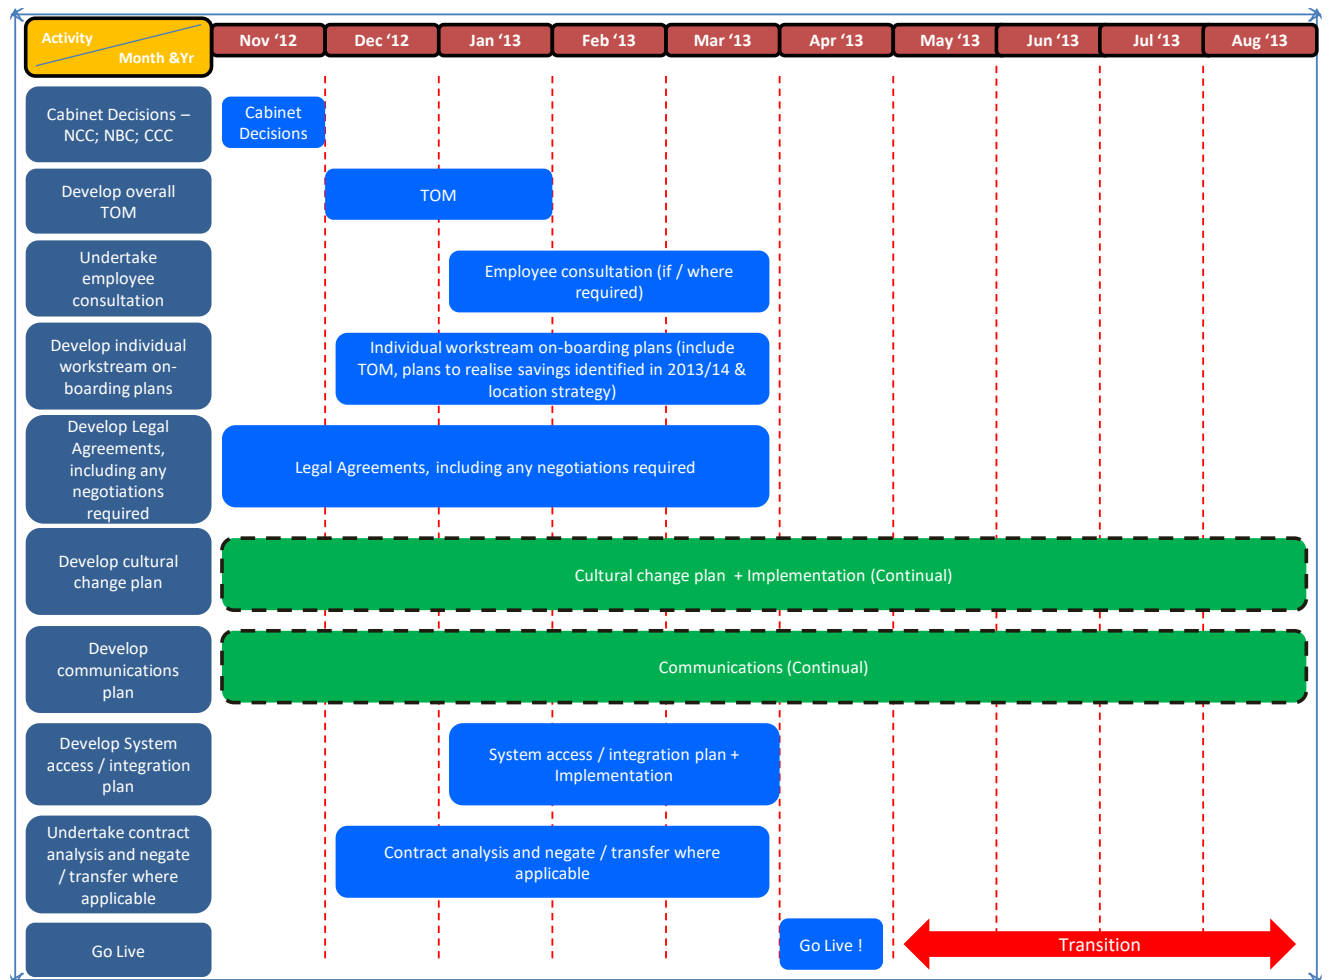 Activity
Month &Yr
Nov ‘12
Dec ‘12
Jan ‘13
Feb ‘13
Mar ‘13
Apr ‘13
May ‘13
Jun ‘13
Jul ‘13
Aug ‘13
Cabinet Decisions –
NCC; NBC; CCC
Cabinet
Decisions
Develop overall
TOM
TOM
Undertake
employee
consultation
Employee consultation (if / where
required)
Develop individual
workstream on-
boarding plans
Individual workstream on-boarding plans (include
TOM, plans to realise savings identified in 2013/14 &
location strategy)
Develop Legal
Agreements,
including any
negotiations
required
Legal Agreements, including any negotiations required
Develop cultural
change plan
Cultural change plan + Implementation (Continual)
Develop
communications
plan
Communications (Continual)
Develop System
access / integration
plan
System access / integration plan +
Implementation
Undertake contract
analysis and negate
/ transfer where
applicable
Contract analysis and negate / transfer where
applicable
Go Live
Go Live !
Transition